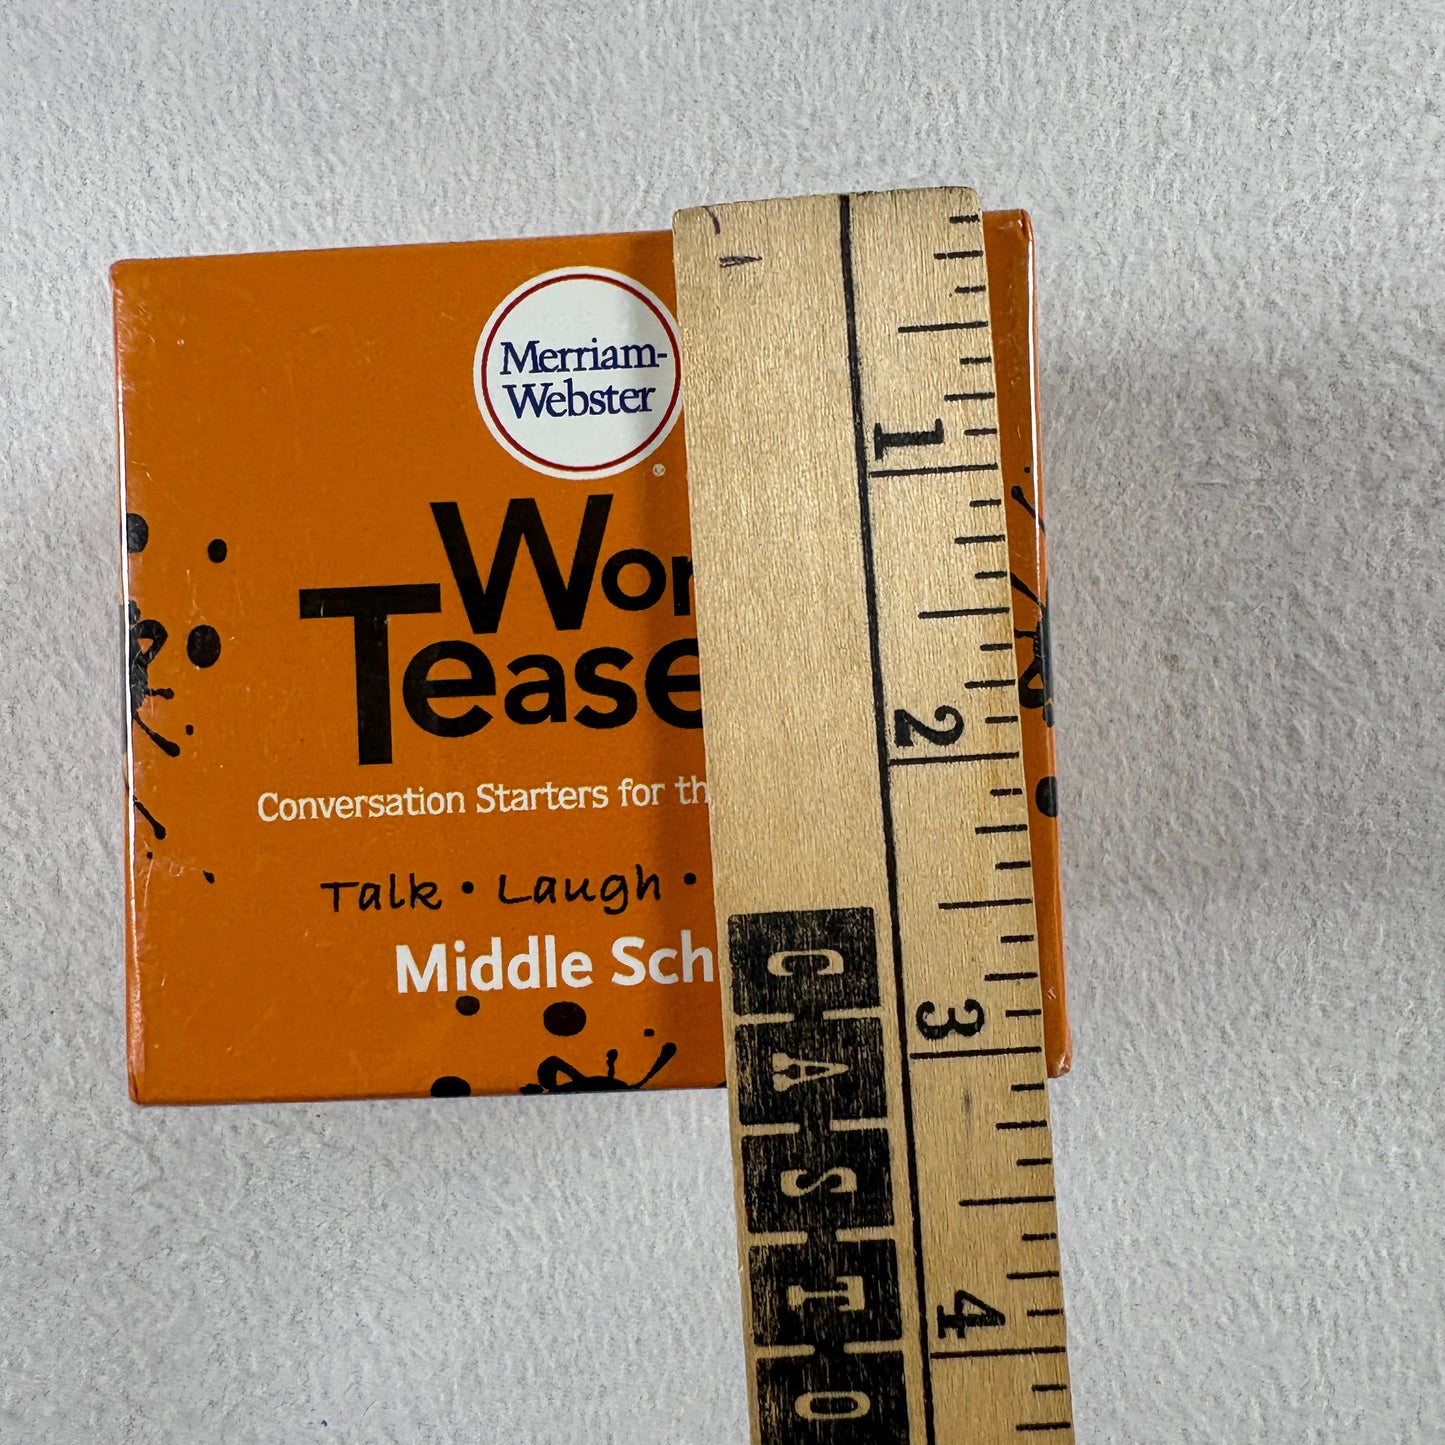 Merriam-
Webster
®
Wor
Tease
Conversation Starters for th
Talk • Laugh •
Middle Sch
1
2
3
4
CASTO